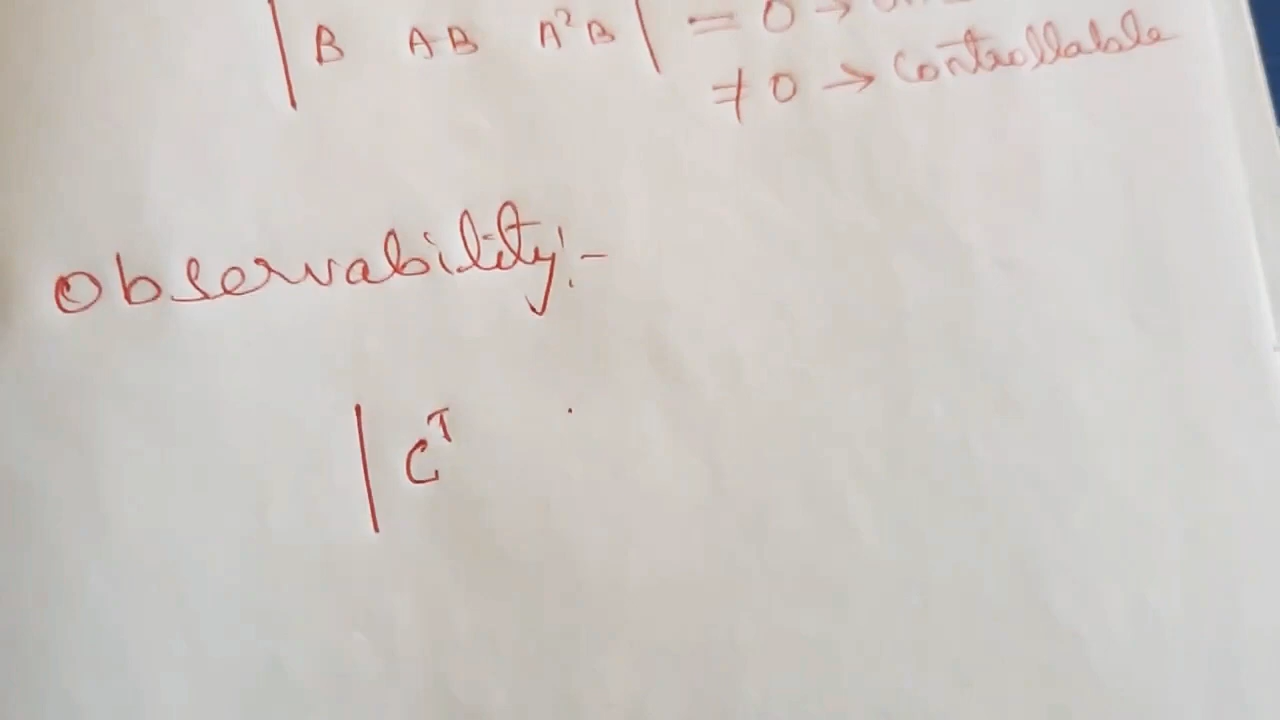 | B AB A²B | = 0 →
≠ 0 → Controllable
Observability:-
| Cᵀ